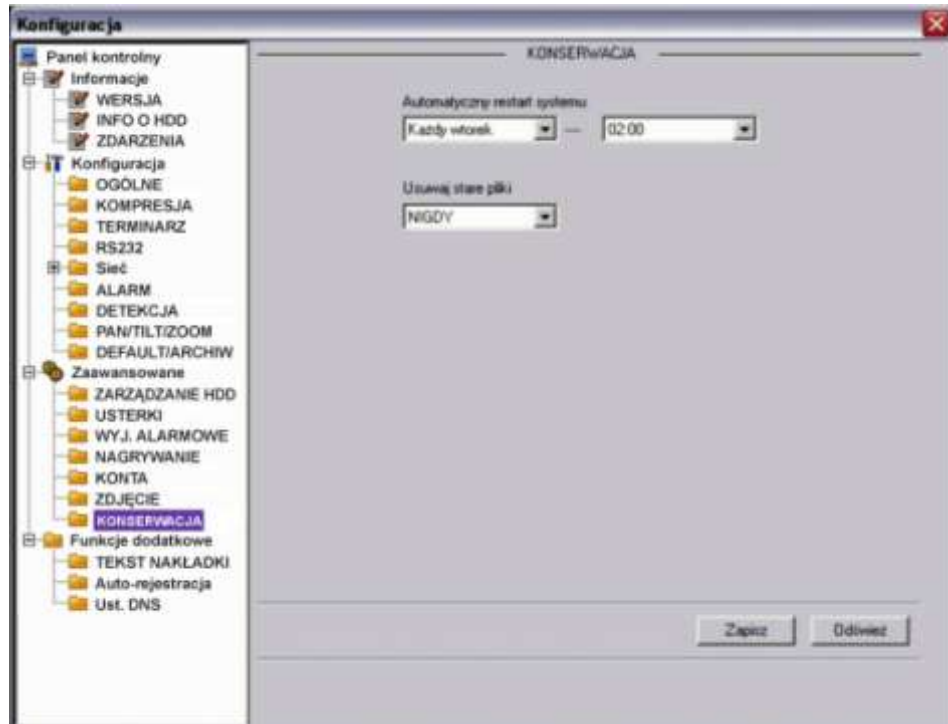 Konfiguracja
Panel kontrolny
Informacje
WERSJA
INFO O HDD
ZDARZENIA
Konfiguracja
OGÓLNE
KOMPRESJA
TERMINARZ
RS232
Sieć
ALARM
DETEKCJA
PAN/TILT/ZOOM
DEFAULT/ARCHIW
Zaawansowane
ZARZĄDZANIE HDD
USTERKI
WYJ. ALARMOWE
NAGRYWANIE
KONTA
ZDJĘCIE
KONSERWACJA
Funkcje dodatkowe
TEKST NAKŁADKI
Auto-rejestracja
Ust. DNS
KONSERWACJA
Automatyczny restart systemu
Każdy wtorek — 02:00
Usuwaj stare pliki
NIGDY
Zapisz Odśwież